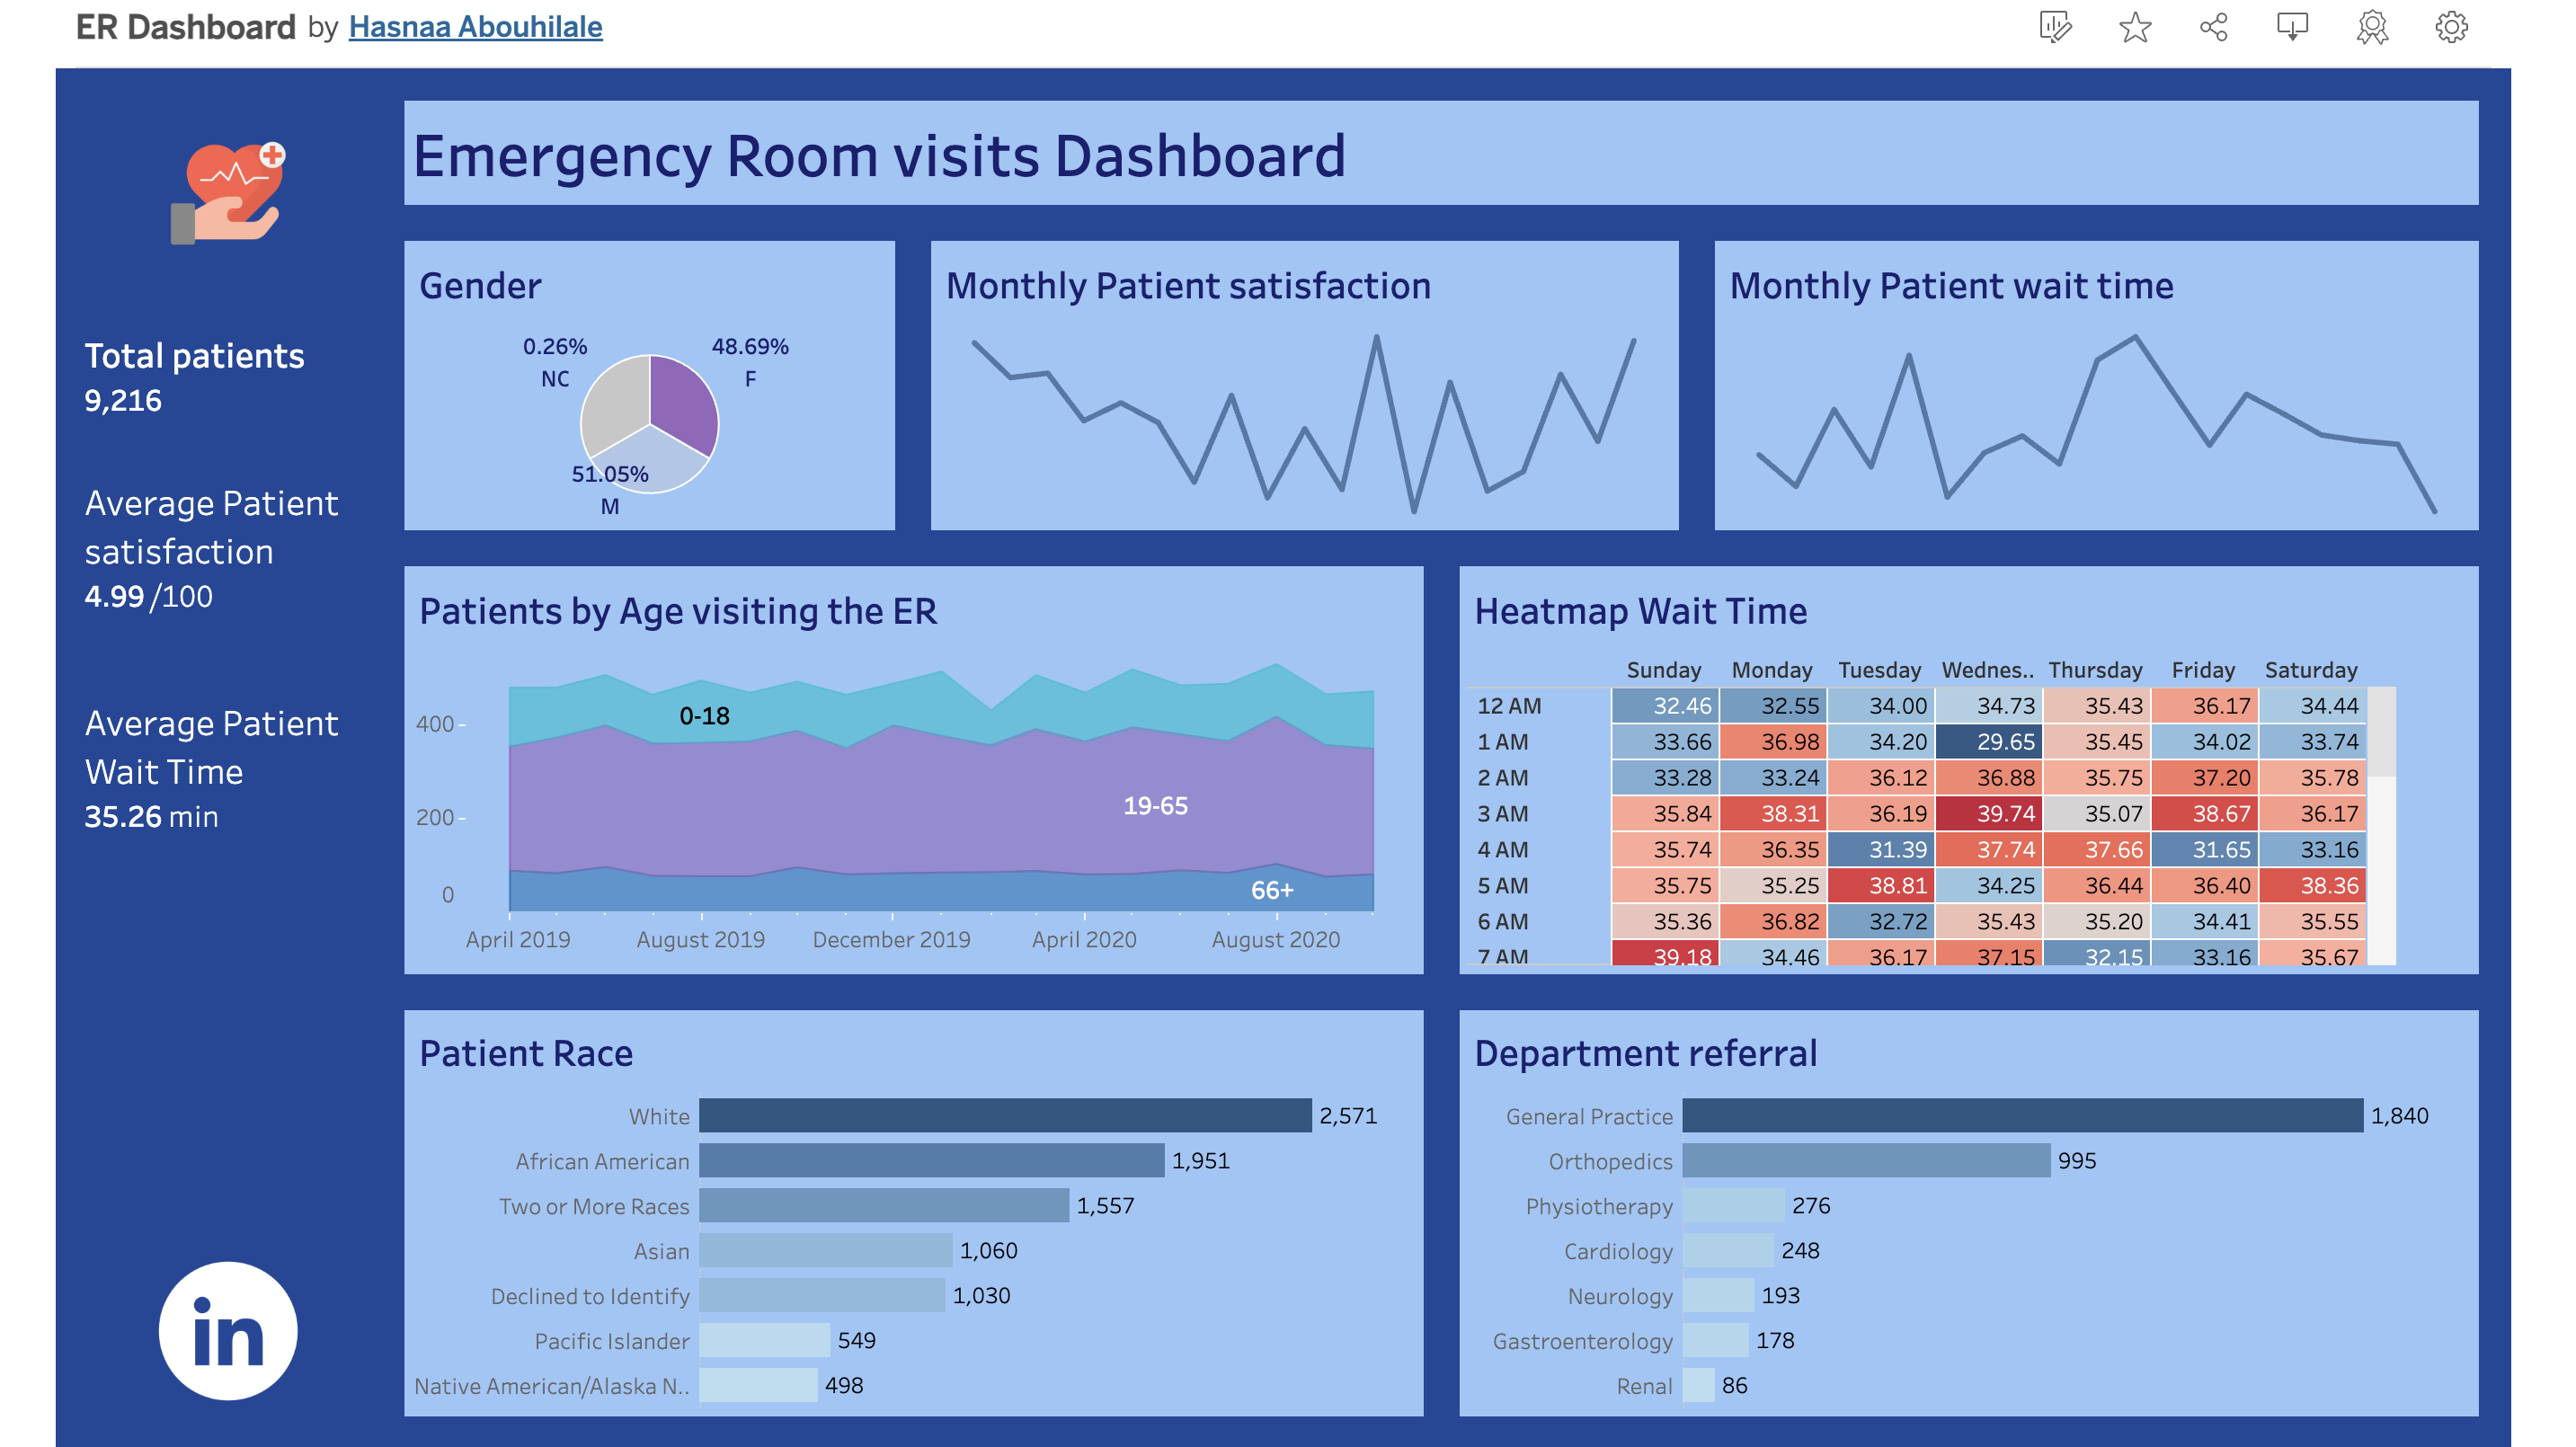 ER Dashboard by Hasnaa Abouhilale
Emergency Room visits Dashboard
Total patients
9,216
Average Patient
satisfaction
4.99 /100
Average Patient
Wait Time
35.26 min
in
Gender
0.26%
NC
48.69%
F
51.05%
M
Monthly Patient satisfaction
Monthly Patient wait time
Patients by Age visiting the ER
400
200
0
0-18
19-65
66+
April 2019 August 2019 December 2019 April 2020 August 2020
Heatmap Wait Time
Sunday Monday Tuesday Wednes.. Thursday Friday Saturday
12 AM 32.46 32.55 34.00 34.73 35.43 36.17 34.44
1 AM 33.66 36.98 34.20 29.65 35.45 34.02 33.74
2 AM 33.28 33.24 36.12 36.88 35.75 37.20 35.78
3 AM 35.84 38.31 36.19 39.74 35.07 38.67 36.17
4 AM 35.74 36.35 31.39 37.74 37.66 31.65 33.16
5 AM 35.75 35.25 38.81 34.25 36.44 36.40 38.36
6 AM 35.36 36.82 32.72 35.43 35.20 34.41 35.55
7 AM 39.18 34.46 36.17 37.15 32.15 33.16 35.67
Patient Race
White 2,571
African American 1,951
Two or More Races 1,557
Asian 1,060
Declined to Identify 1,030
Pacific Islander 549
Native American/Alaska N.. 498
Department referral
General Practice 1,840
Orthopedics 995
Physiotherapy 276
Cardiology 248
Neurology 193
Gastroenterology 178
Renal 86